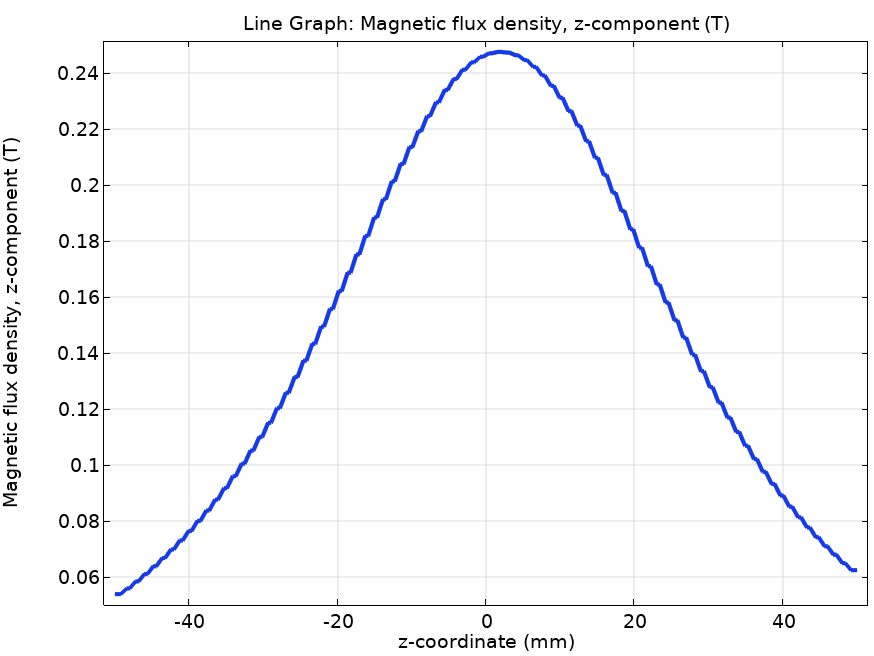 Line Graph: Magnetic flux density, z-component (T)
Magnetic flux density, z-component (T)
0.24
0.22
0.2
0.18
0.16
0.14
0.12
0.1
0.08
0.06
-40 -20 0 20 40
z-coordinate (mm)